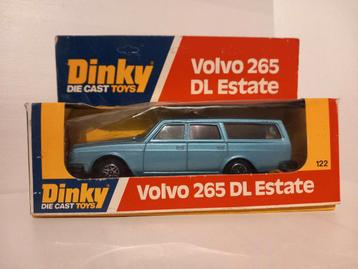 Dinky
DIE CAST TOYS
Volvo 265
DL Estate
122
Dinky
DIE CAST TOYS
Volvo 265 DL Estate